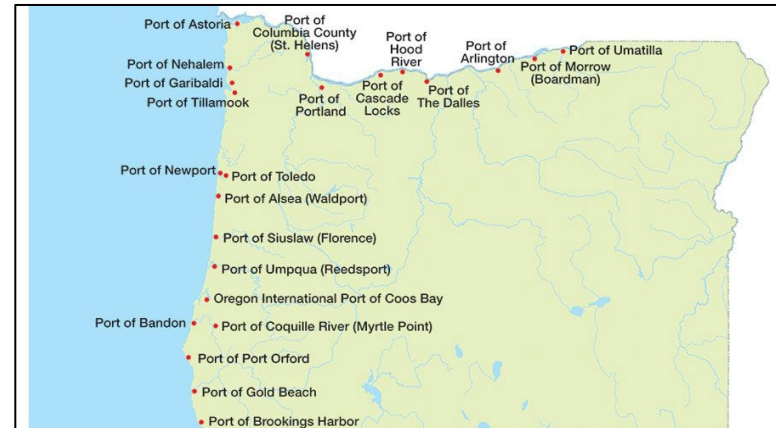 Port of Astoria
Port of
Columbia County
(St. Helens)
Port of
Hood
River
Port of
Arlington
Port of Umatilla
Port of Morrow
(Boardman)
Port of Nehalem
Port of Garibaldi
Port of Tillamook
Port of
Portland
Port of
Cascade
Locks
Port of
The Dalles
Port of Newport
Port of Toledo
Port of Alsea (Waldport)
Port of Siuslaw (Florence)
Port of Umpqua (Reedsport)
Oregon International Port of Coos Bay
Port of Bandon
Port of Coquille River (Myrtle Point)
Port of Port Orford
Port of Gold Beach
Port of Brookings Harbor